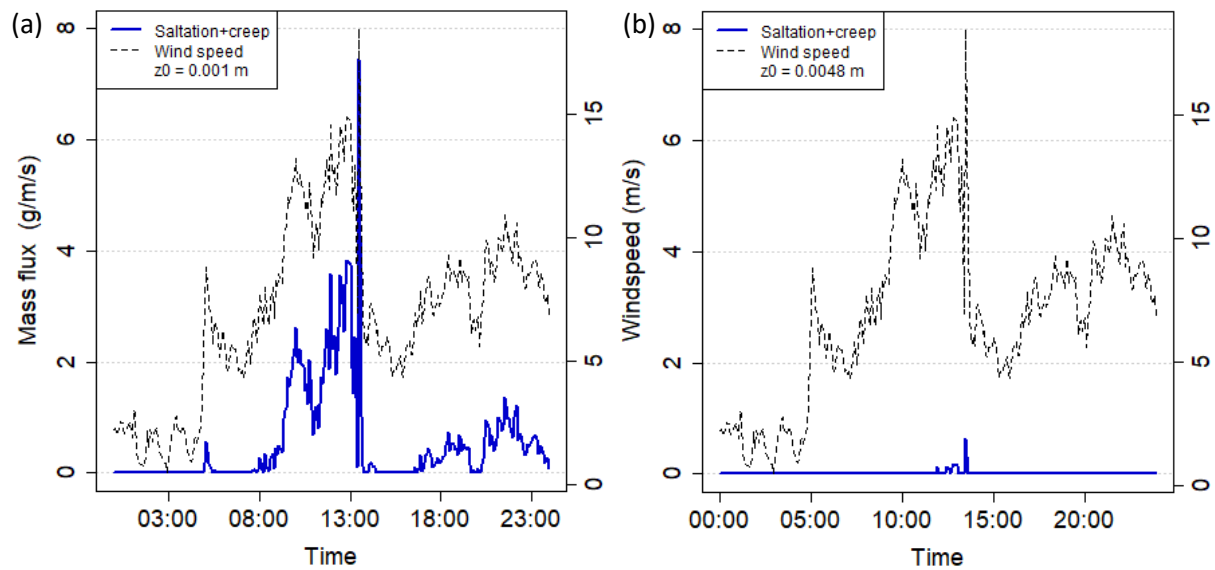 (a)
Saltation+creep
Wind speed
z0 = 0.001 m
Mass flux (g/m/s)
8
6
4
2
0
15
10
5
0
03:00 08:00 13:00 18:00 23:00
Time
(b)
Saltation+creep
Wind speed
z0 = 0.0048 m
Windspeed (m/s)
8
6
4
2
0
15
10
5
0
00:00 05:00 10:00 15:00 20:00
Time